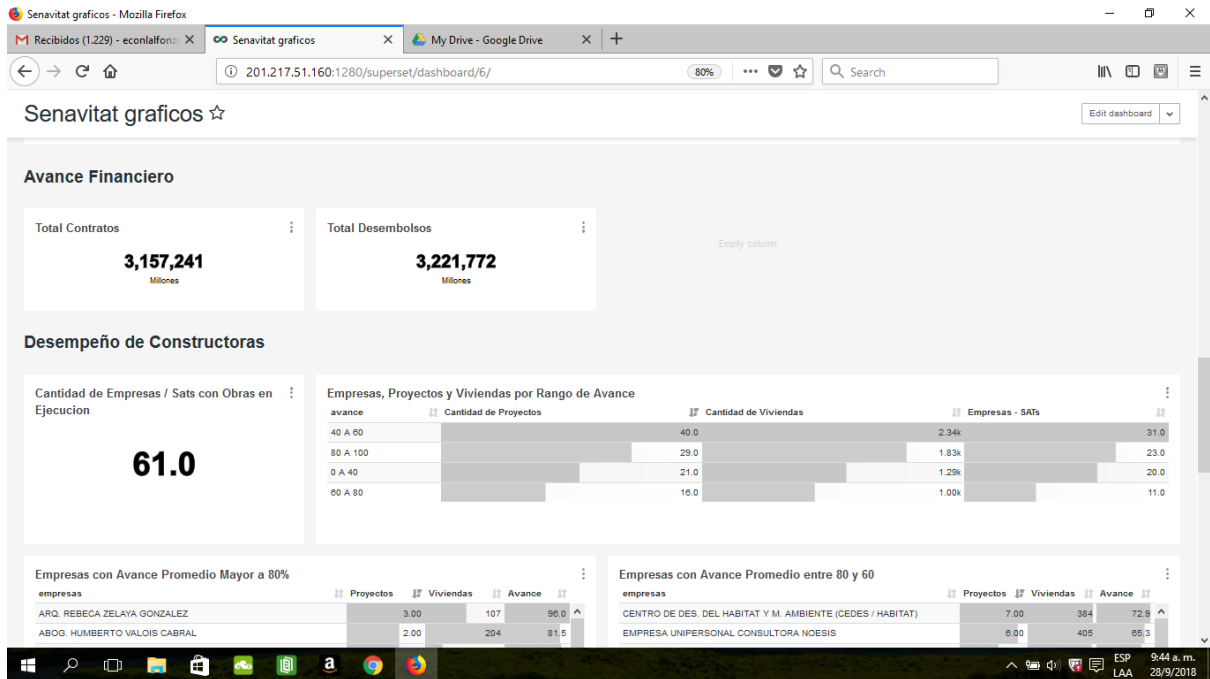 Senavitat graficos - Mozilla Firefox
Recibidos (1.229) - econlalfonz
Senavitat graficos
My Drive - Google Drive
201.217.51.160:1280/superset/dashboard/6/
80%
Search
Senavitat graficos
Edit dashboard
Avance Financiero
Total Contratos
3,157,241
Millones
Total Desembolsos
3,221,772
Millones
Empty column
Desempeño de Constructoras
Cantidad de Empresas / Sats con Obras en Ejecucion
61.0
Empresas, Proyectos y Viviendas por Rango de Avance
avance Cantidad de Proyectos Cantidad de Viviendas Empresas - SATs
40 A 60 40.0 2.34k 31.0
80 A 100 29.0 1.83k 23.0
0 A 40 21.0 1.29k 20.0
60 A 80 16.0 1.00k 11.0
Empresas con Avance Promedio Mayor a 80%
empresas Proyectos Viviendas Avance
ARQ. REBECA ZELAYA GONZALEZ 3.00 107 96.0
ABOG. HUMBERTO VALOIS CABRAL 2.00 204 81.5
Empresas con Avance Promedio entre 80 y 60
empresas Proyectos Viviendas Avance
CENTRO DE DES. DEL HABITAT Y M. AMBIENTE (CEDES / HABITAT) 7.00 384 72.9
EMPRESA UNIPERSONAL CONSULTORA NOESIS 6.00 405 65.3
ESP
LAA
9:44 a. m.
28/9/2018